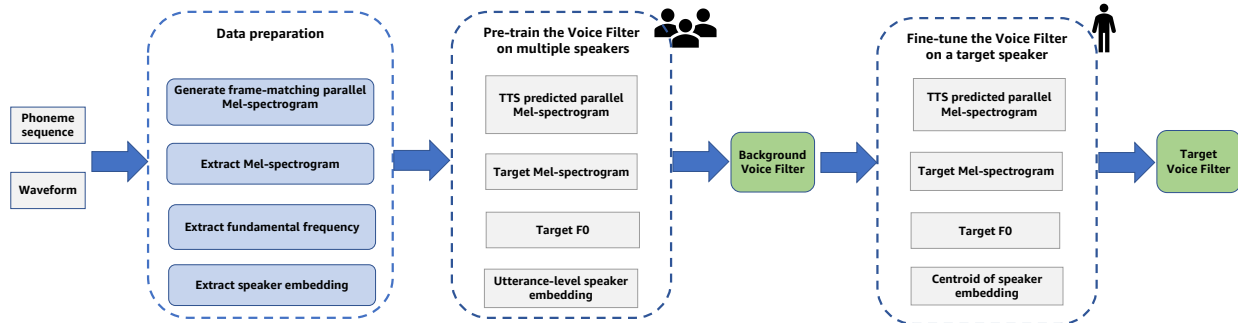 Phoneme
sequence
Waveform
Data preparation
Generate frame-matching parallel
Mel-spectrogram
Extract Mel-spectrogram
Extract fundamental frequency
Extract speaker embedding
Pre-train the Voice Filter
on multiple speakers
TTS predicted parallel
Mel-spectrogram
Target Mel-spectrogram
Target F0
Utterance-level speaker
embedding
Background
Voice Filter
Fine-tune the Voice Filter
on a target speaker
TTS predicted parallel
Mel-spectrogram
Target Mel-spectrogram
Target F0
Centroid of speaker
embedding
Target
Voice Filter